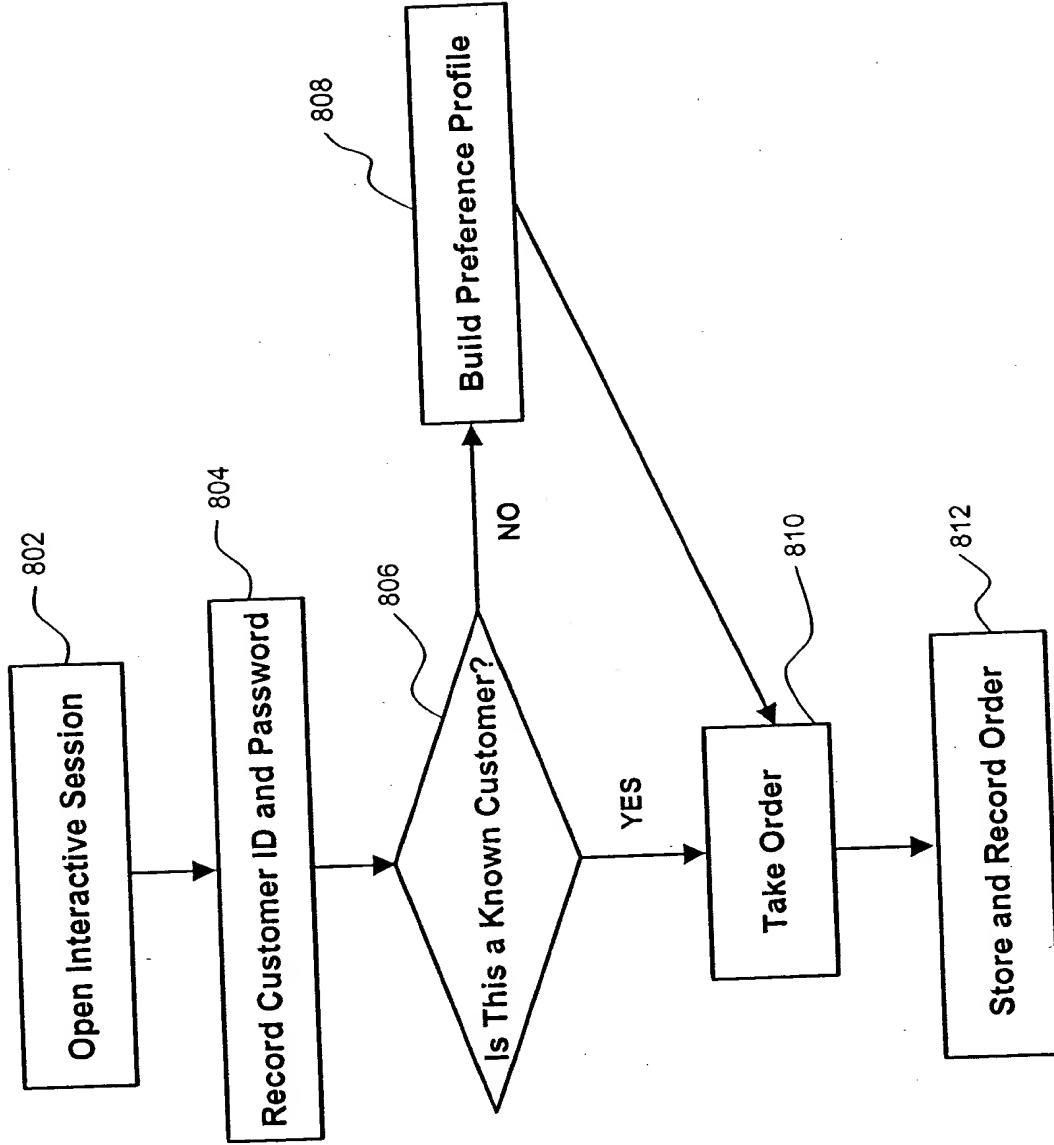 802
Open Interactive Session
804
Record Customer ID and Password
806
Is This a Known Customer?
NO
808
Build Preference Profile
YES
810
Take Order
812
Store and Record Order